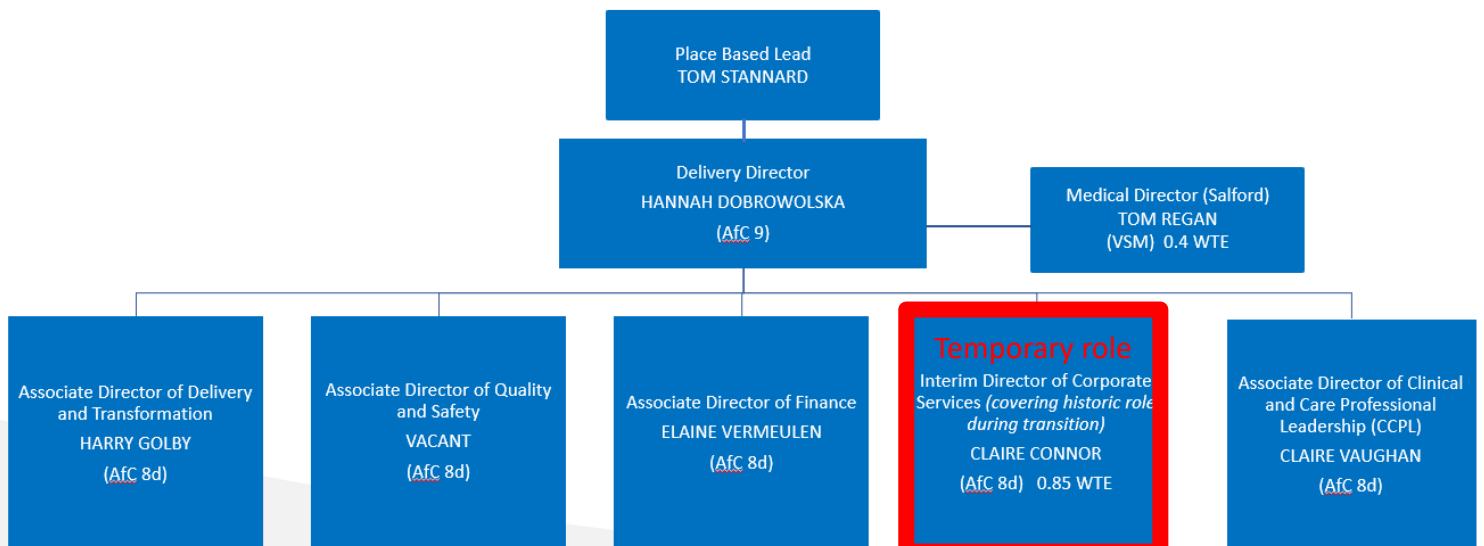 Place Based Lead
TOM STANNARD
Delivery Director
HANNAH DOBROWOLSKA
(AfC 9)
Medical Director (Salford)
TOM REGAN
(VSM) 0.4 WTE
Associate Director of Delivery
and Transformation
HARRY GOLBY
(AfC 8d)
Associate Director of Quality
and Safety
VACANT
(AfC 8d)
Associate Director of Finance
ELAINE VERMEULEN
(AfC 8d)
Temporary role
Interim Director of Corporate
Services (covering historic role
during transition)
CLAIRE CONNOR
(AfC 8d) 0.85 WTE
Associate Director of Clinical
and Care Professional
Leadership (CCPL)
CLAIRE VAUGHAN
(AfC 8d)